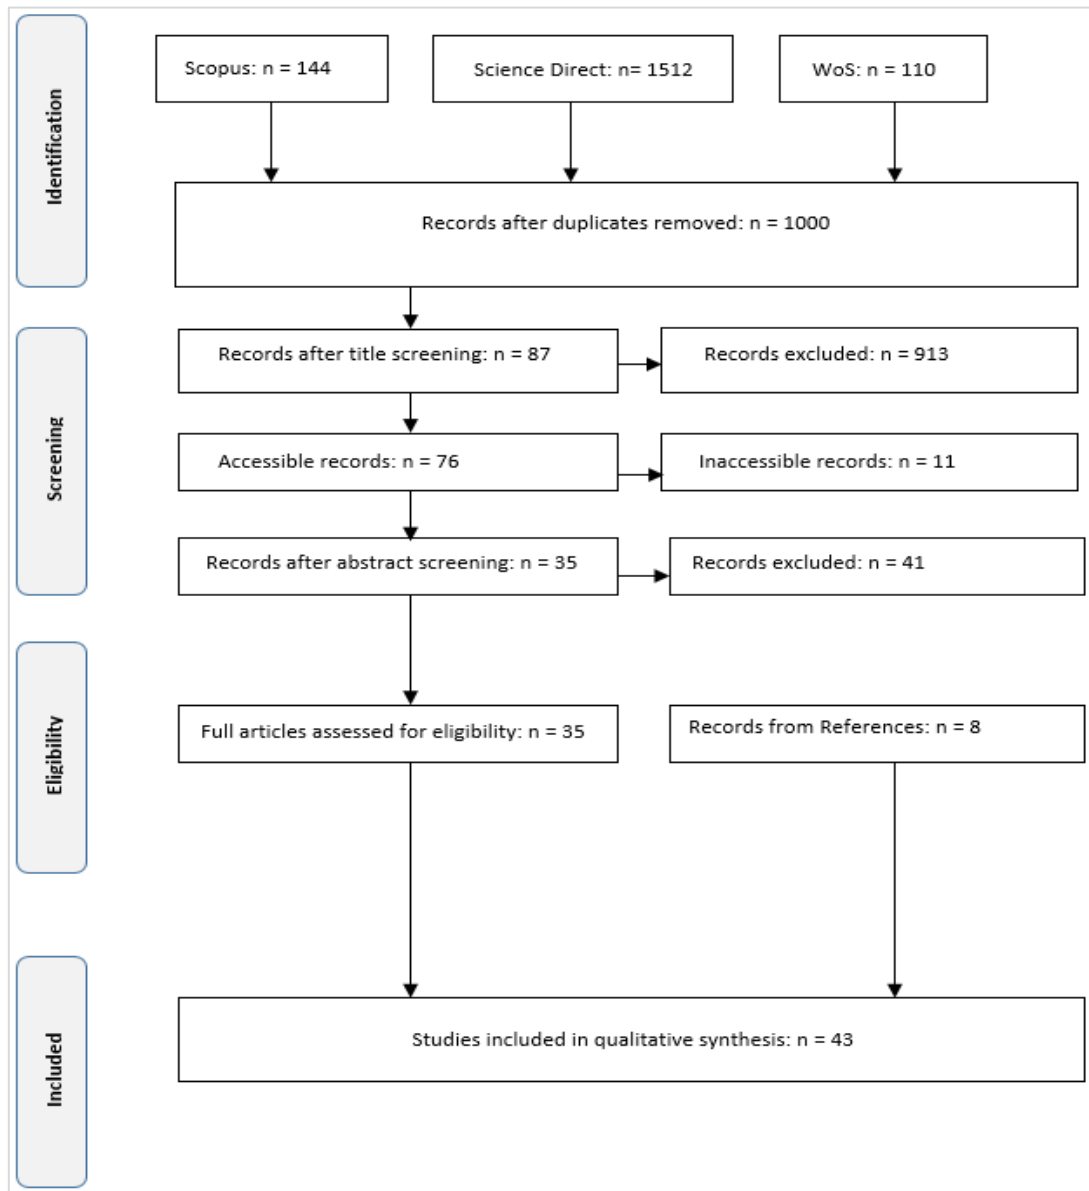 Identification
Scopus: n = 144
Science Direct: n= 1512
WoS: n = 110
Records after duplicates removed: n = 1000
Screening
Records after title screening: n = 87
Records excluded: n = 913
Accessible records: n = 76
Inaccessible records: n = 11
Records after abstract screening: n = 35
Records excluded: n = 41
Eligibility
Full articles assessed for eligibility: n = 35
Records from References: n = 8
Included
Studies included in qualitative synthesis: n = 43